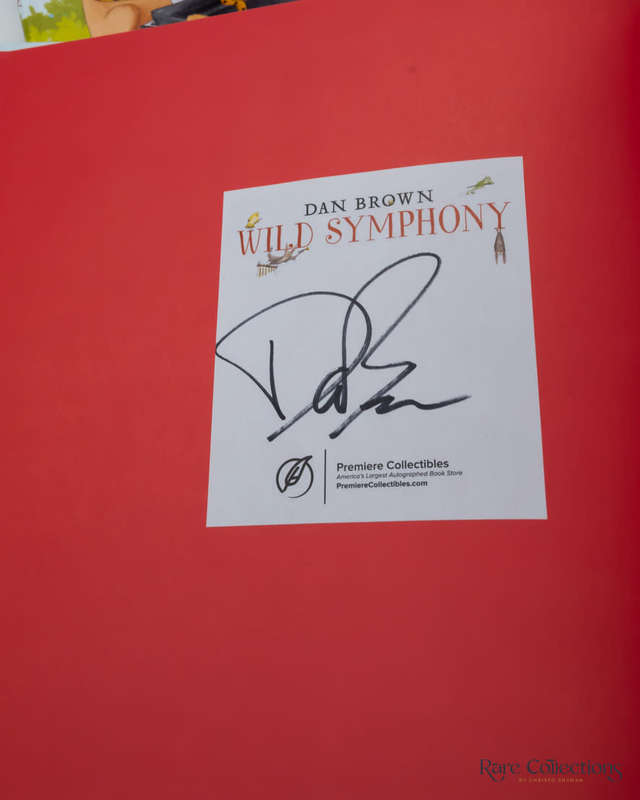 DAN BROWN
WILD SYMPHONY
Premiere Collectibles
America's Largest Autographed Book Store
PremiereCollectibles.com
Rare Collections